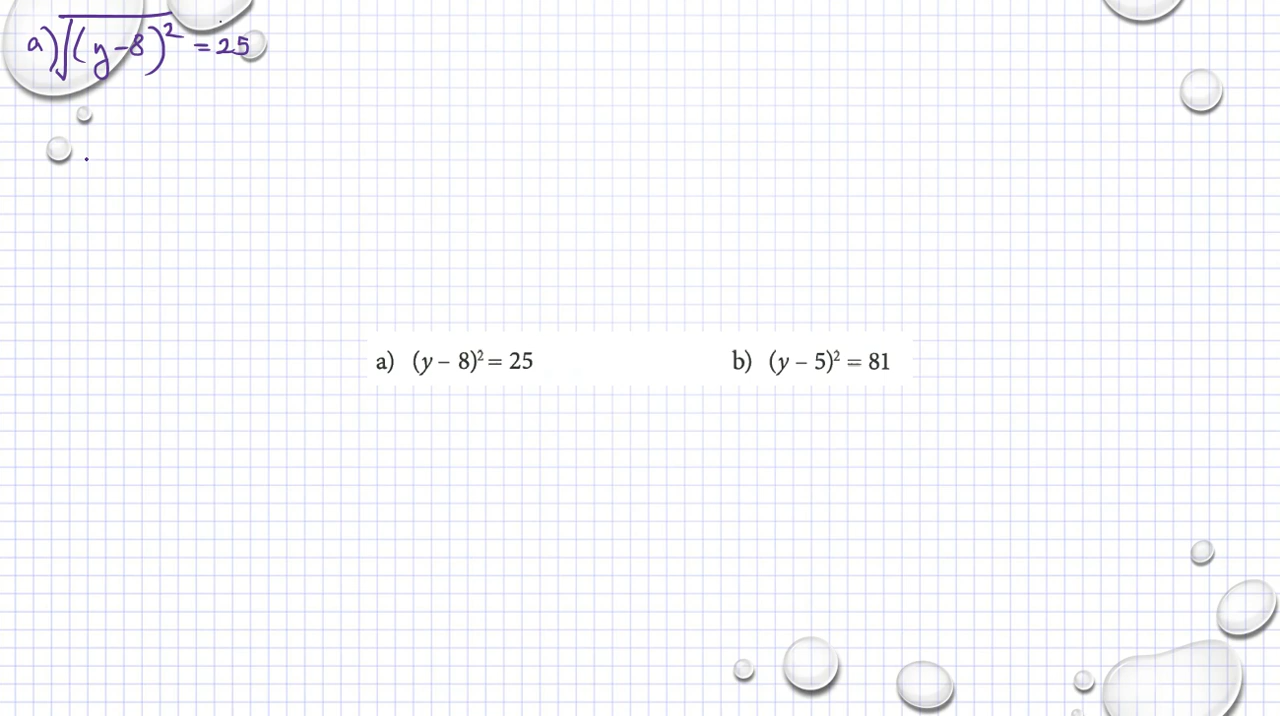 a) √(y-8)² = 25
a) (y – 8)² = 25 b) (y – 5)² = 81